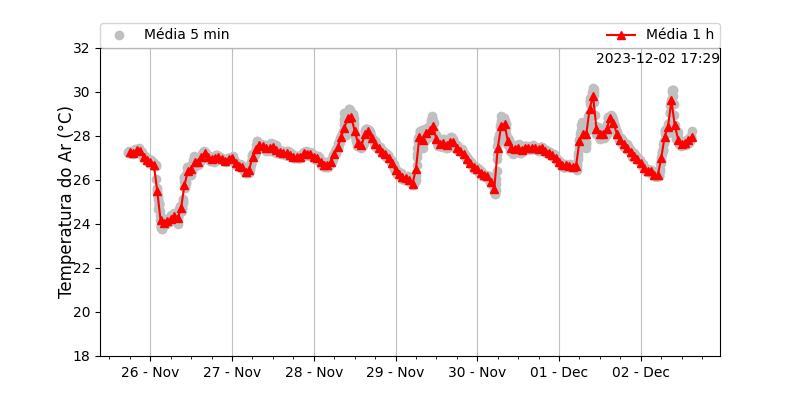 Média 5 min
Média 1 h
2023-12-02 17:29
Temperatura do Ar (°C)
32
30
28
26
24
22
20
18
26 - Nov
27 - Nov
28 - Nov
29 - Nov
30 - Nov
01 - Dec
02 - Dec